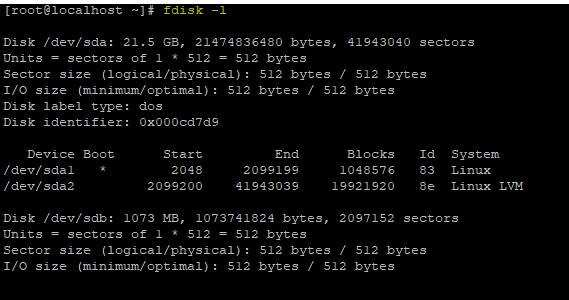 [root@localhost ~]# fdisk -l
Disk /dev/sda: 21.5 GB, 21474836480 bytes, 41943040 sectors
Units = sectors of 1 * 512 = 512 bytes
Sector size (logical/physical): 512 bytes / 512 bytes
I/O size (minimum/optimal): 512 bytes / 512 bytes
Disk label type: dos
Disk identifier: 0x000cd7d9
Device Boot Start End Blocks Id System
/dev/sda1 * 2048 2099199 1048576 83 Linux
/dev/sda2 2099200 41943039 19921920 8e Linux LVM
Disk /dev/sdb: 1073 MB, 1073741824 bytes, 2097152 sectors
Units = sectors of 1 * 512 = 512 bytes
Sector size (logical/physical): 512 bytes / 512 bytes
I/O size (minimum/optimal): 512 bytes / 512 bytes